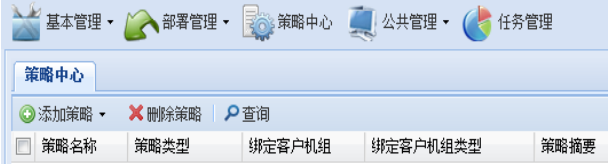 基本管理 部署管理 策略中心 公共管理 任务管理
策略中心
添加策略 删除策略 查询
策略名称 策略类型 绑定客户机组 绑定客户机组类型 策略摘要